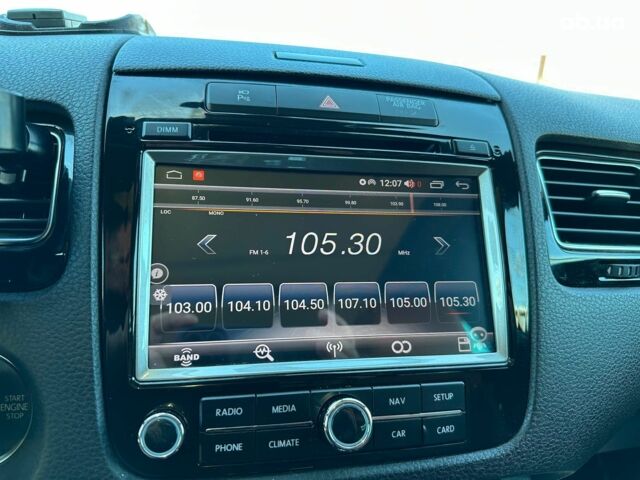 ab.ua
P
PASSENGER
AIR BAG
DIMM
12:07
87.50 91.60 95.70 99.80 103.90 108.00
LOC MONO
FM 1-6 105.30 MHz
103.00 104.10 104.50 107.10 105.00 105.30
BAND
RADIO MEDIA NAV SETUP
PHONE CLIMATE CAR CARD
START
ENGINE
STOP